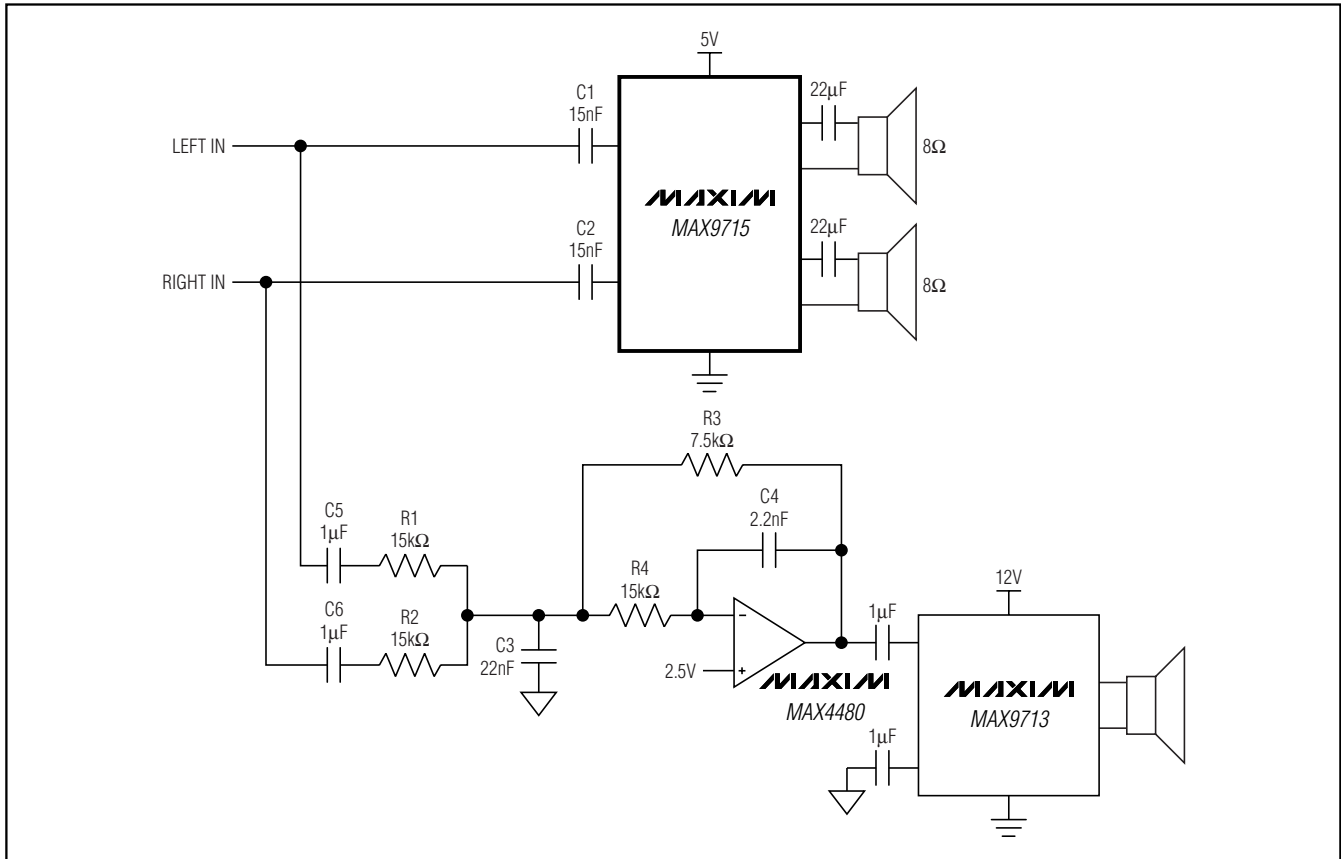 5V
C1
15nF
22μF
LEFT IN
8Ω
MAXIM
MAX9715
C2
15nF
22μF
RIGHT IN
8Ω
R3
7.5kΩ
C4
2.2nF
C5
1μF
R1
15kΩ
R4
15kΩ
12V
C6
1μF
R2
15kΩ
1μF
C3
22nF
−
2.5V
+
MAXIM
MAX4480
MAXIM
MAX9713
1μF